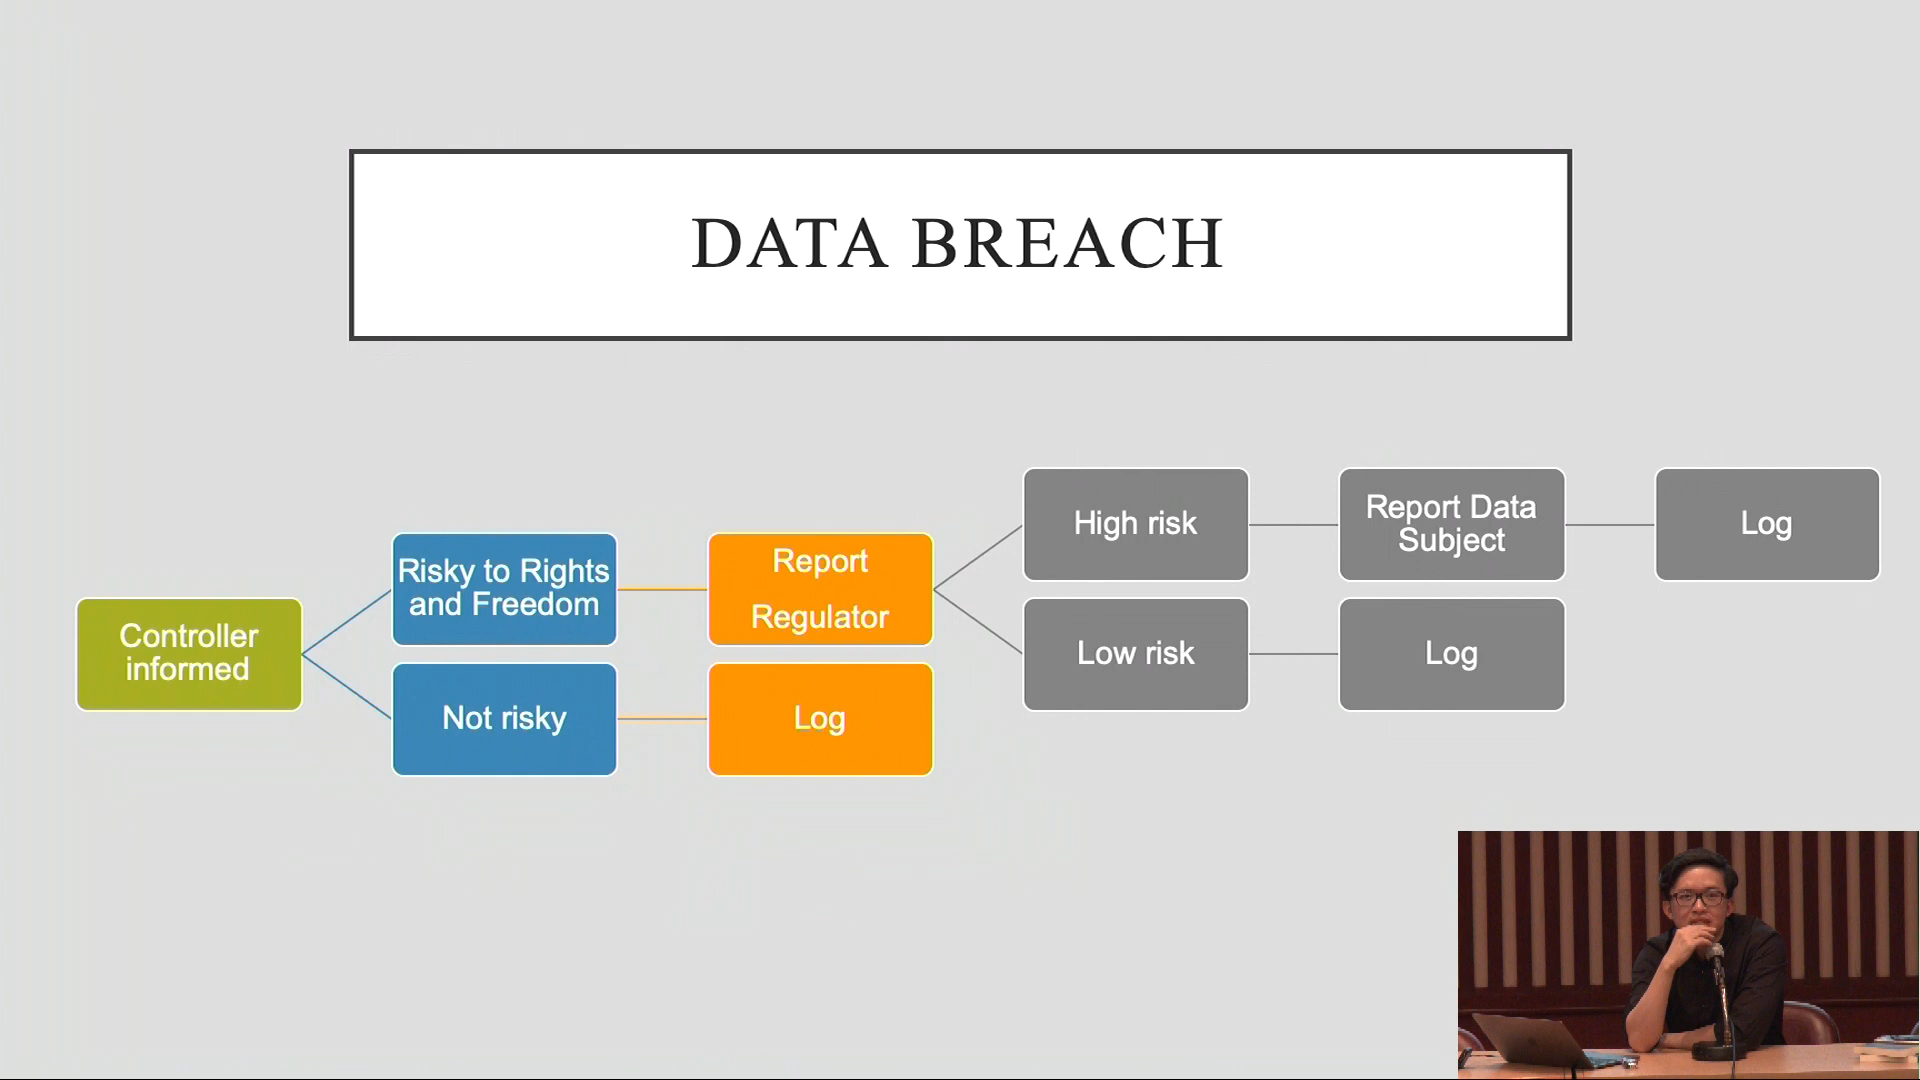 DATA BREACH
Controller
informed
Risky to Rights
and Freedom
Not risky
Report
Regulator
Log
High risk
Low risk
Report Data
Subject
Log
Log